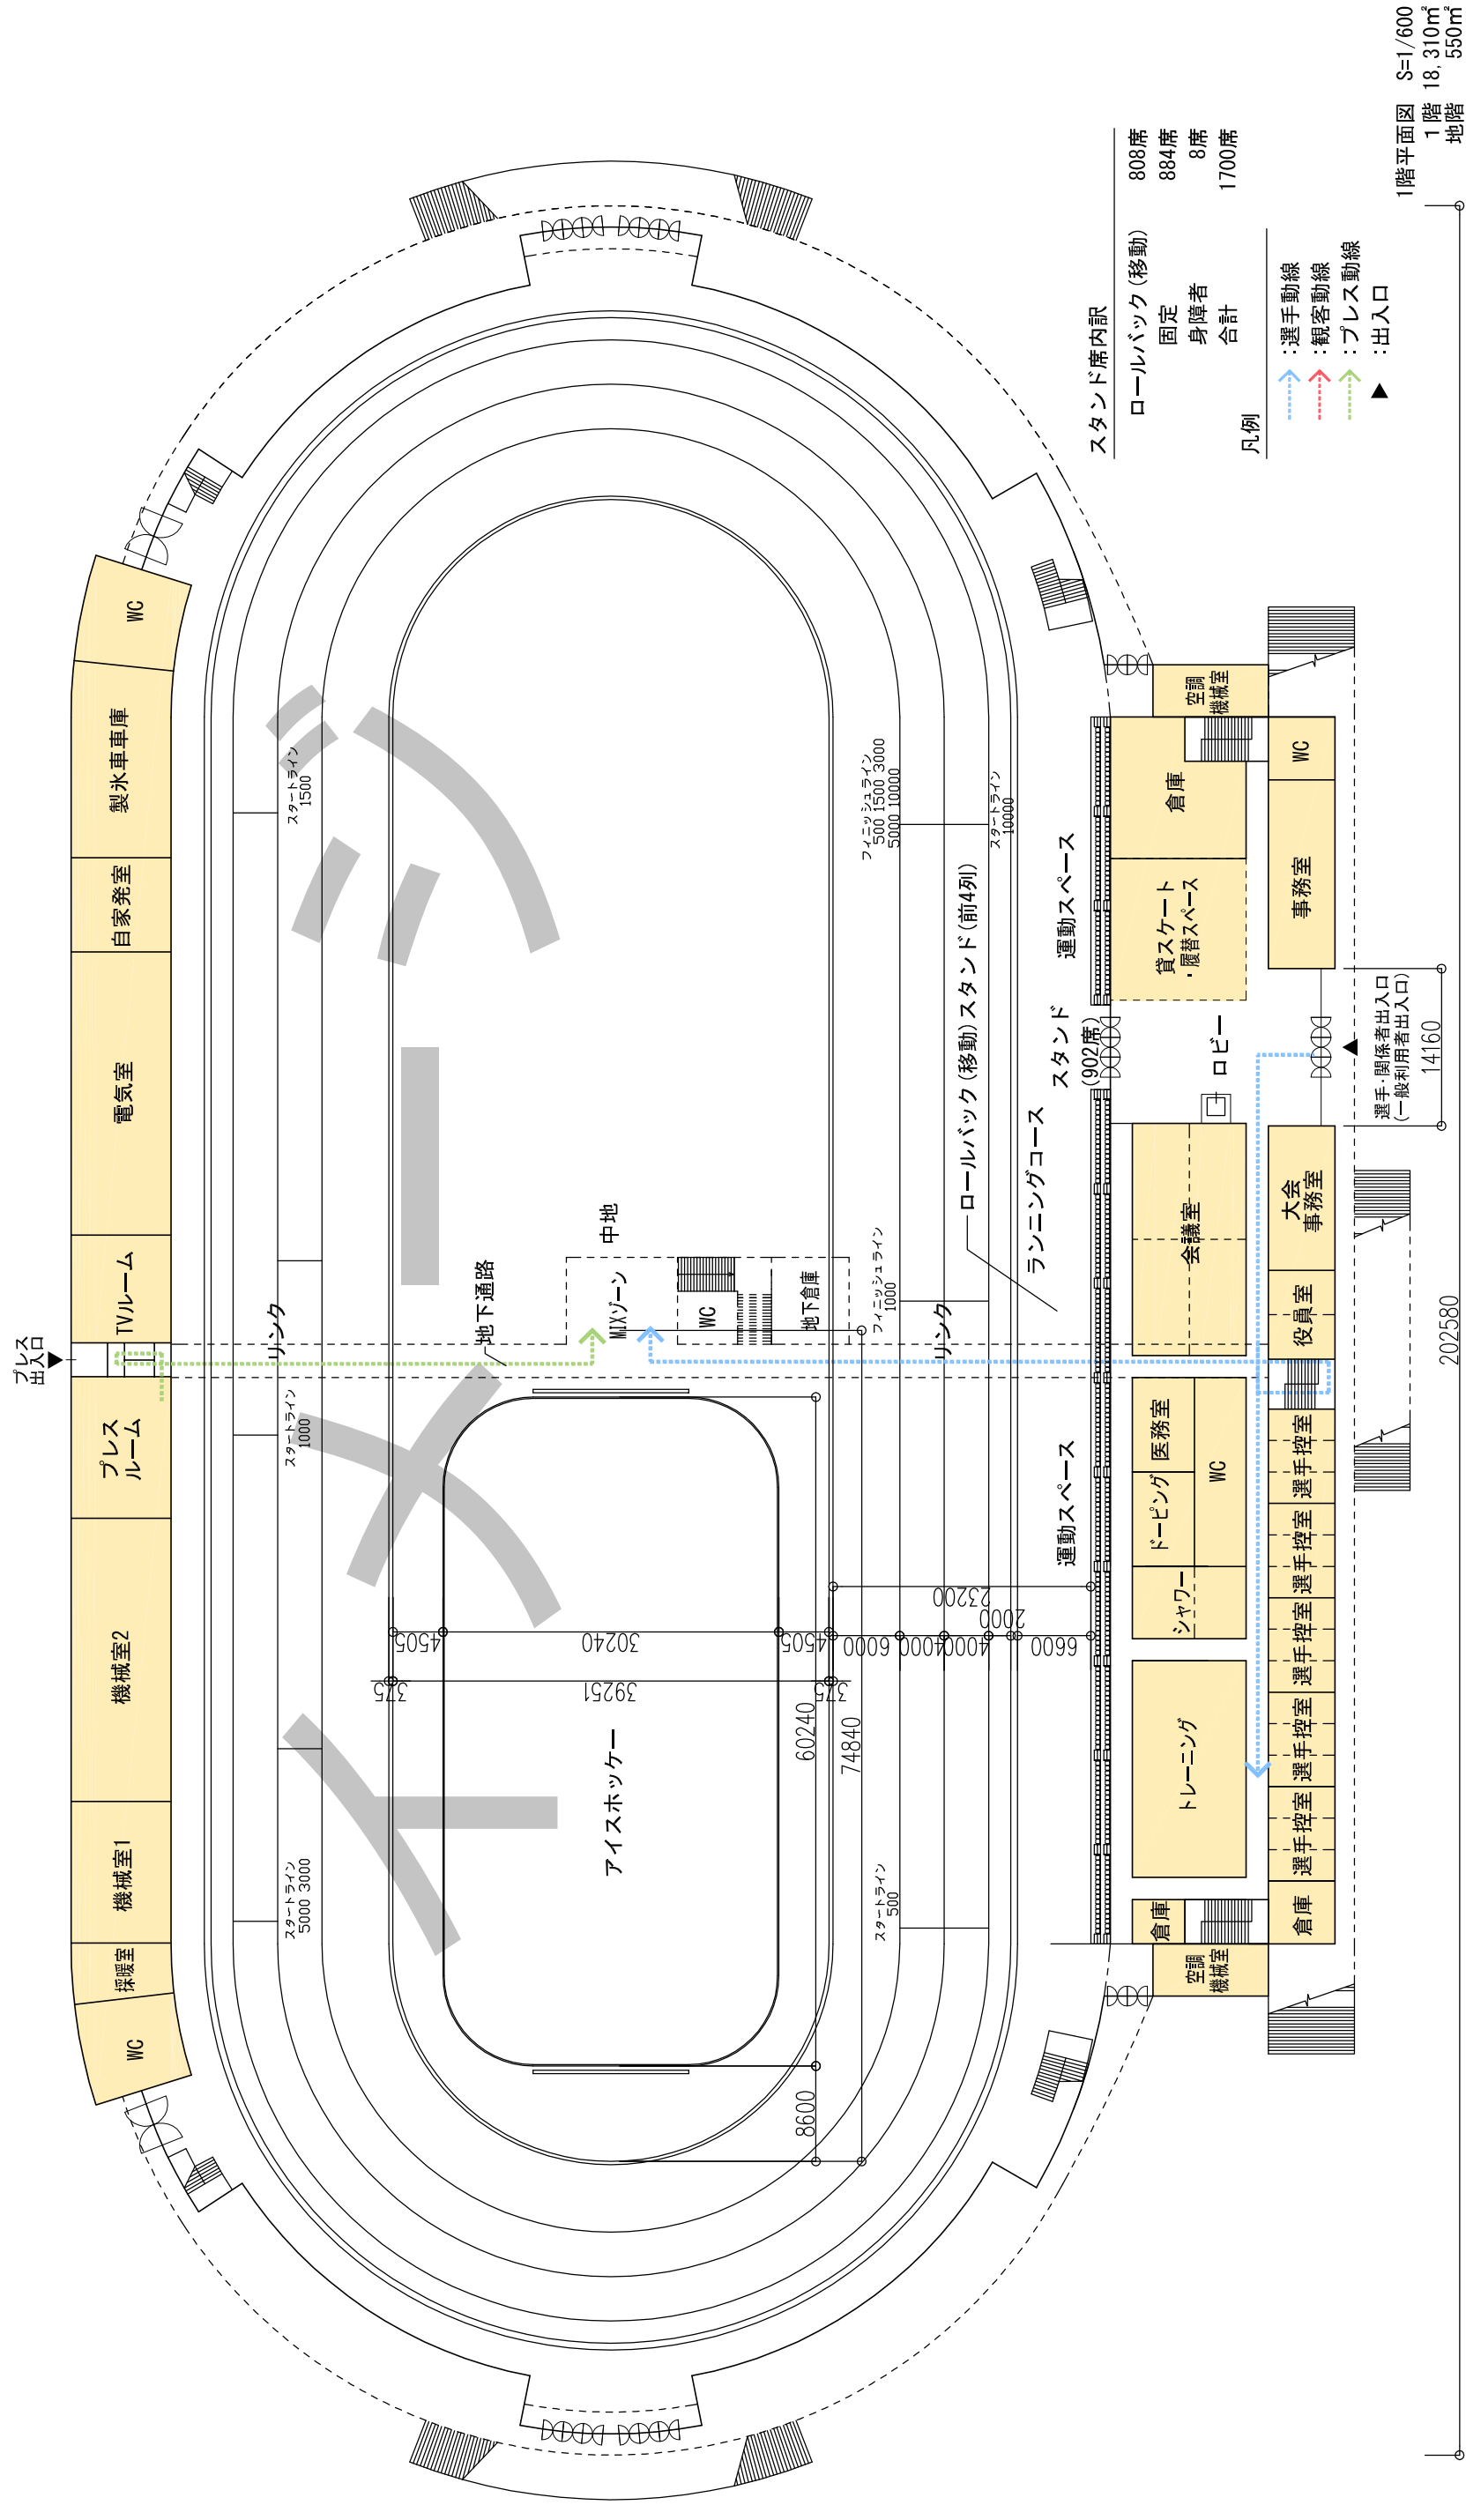 プレス
出入口
WC
採暖室
機械室1
機械室2
プレス
ルーム
TVルーム
電気室
自家発室
製氷車車庫
WC
リンク
スタートライン
5000 3000
スタートライン
1000
スタートライン
1500
イメージ
地下通路
中地
MIXゾーン
WC
地下倉庫
アイスホッケー
375
39251
375
4505
30240
4505
60240
8600
74840
6000
4000
4000
2000
6600
23200
フィニッシュライン
500 1500 3000
5000 10000
スタートライン
500
フィニッシュライン
1000
スタートライン
10000
リンク
ロールバック(移動)スタンド(前4列)
ランニングコース
運動スペース
スタンド
(902席)
運動スペース
倉庫
空調
機械室
トレーニング
シャワー
ドーピング
医務室
WC
会議室
ロビー
貸スケート
・履替スペース
倉庫
空調
機械室
倉庫
選手控室
選手控室
選手控室
選手控室
選手控室
役員室
大会
事務室
事務室
WC
選手・関係者出入口
(一般利用者出入口)
14160
202580
スタンド席内訳
ロールバック(移動) 808席
固定 884席
身障者 8席
合計 1700席
凡例
:選手動線
:観客動線
:プレス動線
:出入口
1階平面図 S=1/600
1階 18,310㎡
地階 550㎡